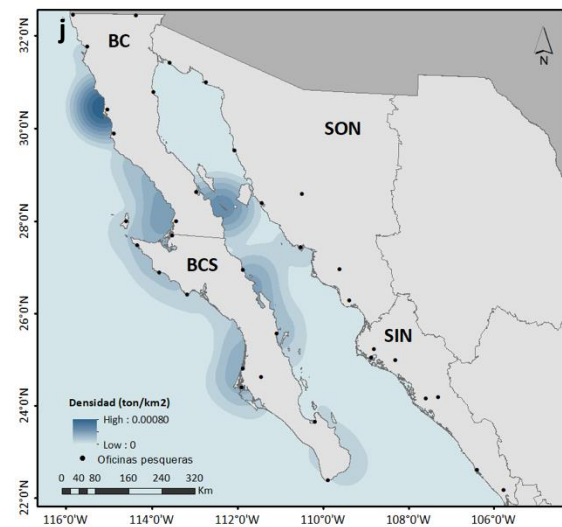 j
BC
N
SON
BCS
SIN
32°0'N
30°0'N
28°0'N
26°0'N
24°0'N
22°0'N
Densidad (ton/km2)
High : 0.00080
Low : 0
Oficinas pesqueras
0 40 80 160 240 320
Km
116°0'W 114°0'W 112°0'W 110°0'W 108°0'W 106°0'W